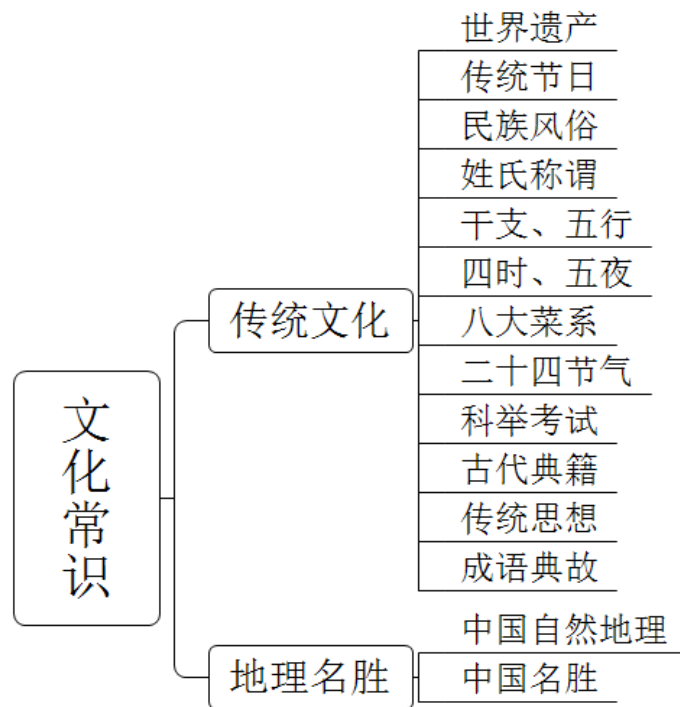 文化常识
传统文化
世界遗产
传统节日
民族风俗
姓氏称谓
干支、五行
四时、五夜
八大菜系
二十四节气
科举考试
古代典籍
传统思想
成语典故
地理名胜
中国自然地理
中国名胜